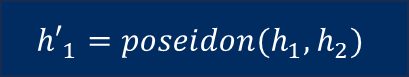 h'₁ = poseidon(h₁, h₂)